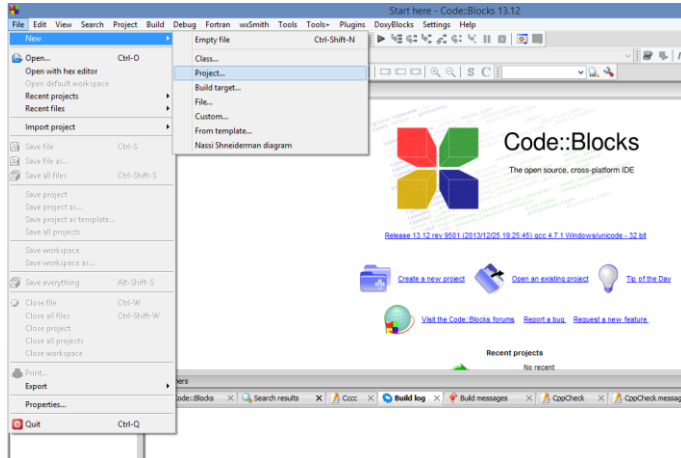 Start here - Code::Blocks 13.12
File Edit View Search Project Build Debug Fortran wxSmith Tools Tools+ Plugins DoxyBlocks Settings Help
New
Open... Ctrl-O
Open with hex editor
Open default workspace
Recent projects
Recent files
Import project
Save file Ctrl-S
Save file as...
Save all files Ctrl-Shift-S
Save project
Save project as...
Save project as template...
Save all projects
Save workspace
Save workspace as...
Save everything Alt-Shift-S
Close file Ctrl-W
Close all files Ctrl-Shift-W
Close project
Close all projects
Close workspace
Print...
Export
Properties...
Quit Ctrl-Q
Empty file Ctrl-Shift-N
Class...
Project...
Build target...
File...
Custom...
From template...
Nassi Shneiderman diagram
S C
Code::Blocks
The open source, cross-platform IDE
Release 13.12 rev 9501 (2013/12/25 19:25:45) gcc 4.7.1 Windows/unicode - 32 bit
Create a new project Open an existing project Tip of the Day
Visit the Code::Blocks forums Report a bug Request a new feature
Recent projects
No recent
hers
Code::Blocks Search results Cccc Build log Build messages CppCheck CppCheck messag